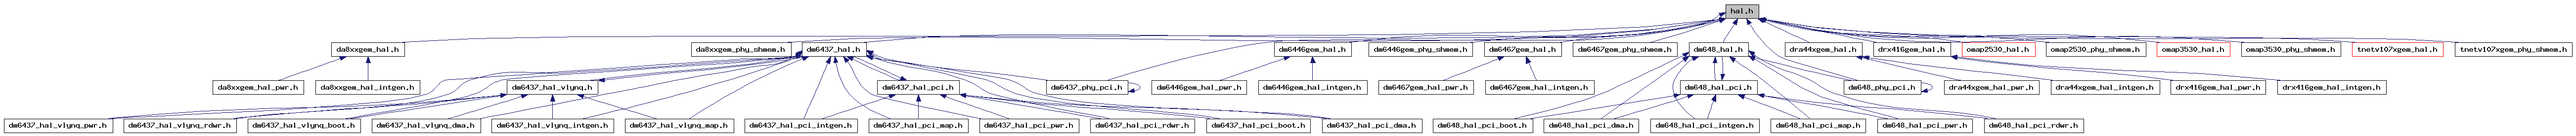 hal.h
da8xxgem_hal.h
da8xxgem_phy_shmem.h
dm6437_hal.h
dm6446gem_hal.h
dm6446gem_phy_shmem.h
dm6467gem_hal.h
dm6467gem_phy_shmem.h
dm648_hal.h
dra44xgem_hal.h
drx416gem_hal.h
omap2530_hal.h
omap2530_phy_shmem.h
omap3530_hal.h
omap3530_phy_shmem.h
tnetv107xgem_hal.h
tnetv107xgem_phy_shmem.h
da8xxgem_hal_pwr.h
da8xxgem_hal_intgen.h
dm6437_hal_vlynq.h
dm6437_hal_pci.h
dm6437_phy_pci.h
dm6446gem_hal_pwr.h
dm6446gem_hal_intgen.h
dm6467gem_hal_pwr.h
dm6467gem_hal_intgen.h
dm648_hal_pci.h
dm648_phy_pci.h
dra44xgem_hal_pwr.h
dra44xgem_hal_intgen.h
drx416gem_hal_pwr.h
drx416gem_hal_intgen.h
dm6437_hal_vlynq_pwr.h
dm6437_hal_vlynq_rdwr.h
dm6437_hal_vlynq_boot.h
dm6437_hal_vlynq_dma.h
dm6437_hal_vlynq_intgen.h
dm6437_hal_vlynq_map.h
dm6437_hal_pci_intgen.h
dm6437_hal_pci_map.h
dm6437_hal_pci_pwr.h
dm6437_hal_pci_rdwr.h
dm6437_hal_pci_boot.h
dm6437_hal_pci_dma.h
dm648_hal_pci_boot.h
dm648_hal_pci_dma.h
dm648_hal_pci_intgen.h
dm648_hal_pci_map.h
dm648_hal_pci_pwr.h
dm648_hal_pci_rdwr.h